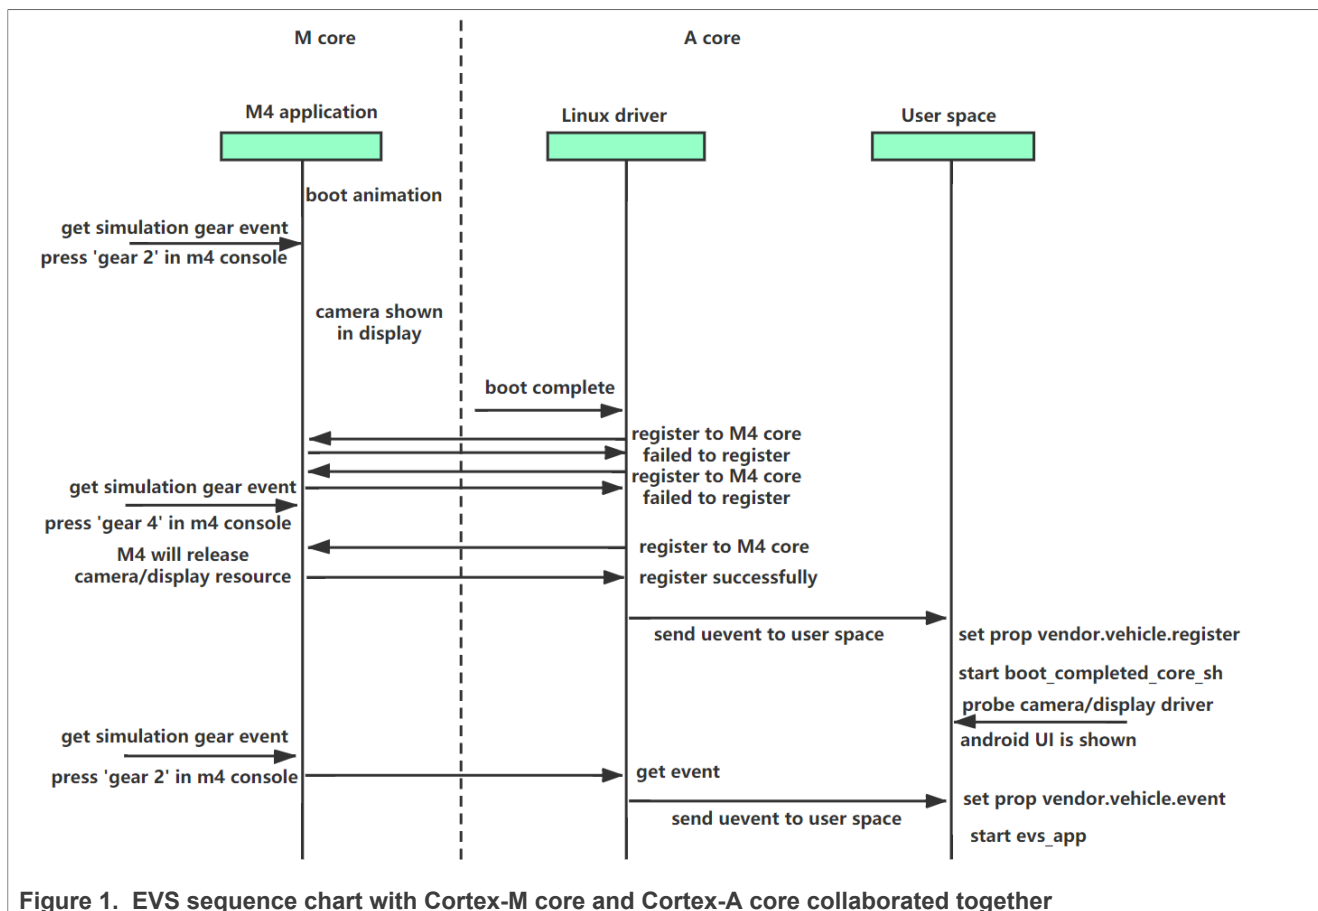 M core
A core
M4 application
Linux driver
User space
boot animation
get simulation gear event
press 'gear 2' in m4 console
camera shown
in display
boot complete
register to M4 core
failed to register
register to M4 core
failed to register
get simulation gear event
press 'gear 4' in m4 console
register to M4 core
M4 will release
camera/display resource
register successfully
send uevent to user space
set prop vendor.vehicle.register
start boot_completed_core_sh
probe camera/display driver
android UI is shown
get simulation gear event
press 'gear 2' in m4 console
get event
set prop vendor.vehicle.event
send uevent to user space
start evs_app
Figure 1. EVS sequence chart with Cortex-M core and Cortex-A core collaborated together